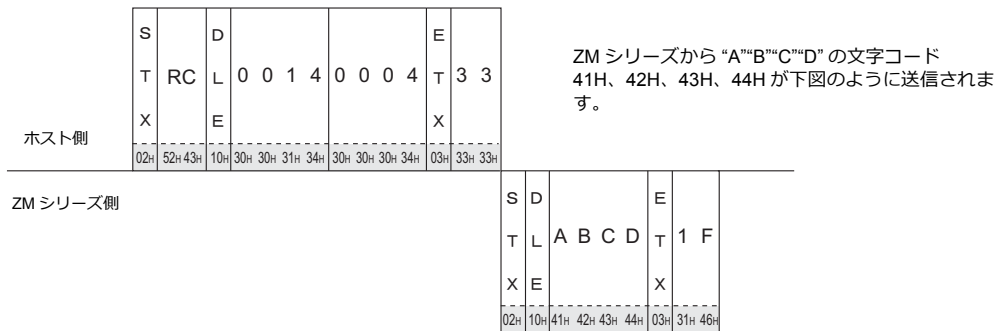 S
T
X
RC
D
L
E
0 0 1 4 0 0 0 4
E
T
X
3 3
02H 52H 43H 10H 30H 30H 31H 34H 30H 30H 30H 34H 03H 33H 33H
ホスト側
ZM シリーズから “A”“B”“C”“D” の文字コード
41H、42H、43H、44H が下図のように送信されま
す。
ZM シリーズ側
S
T
X
D
L
E
A B C D
E
T
X
1 F
02H 10H 41H 42H 43H 44H 03H 31H 46H